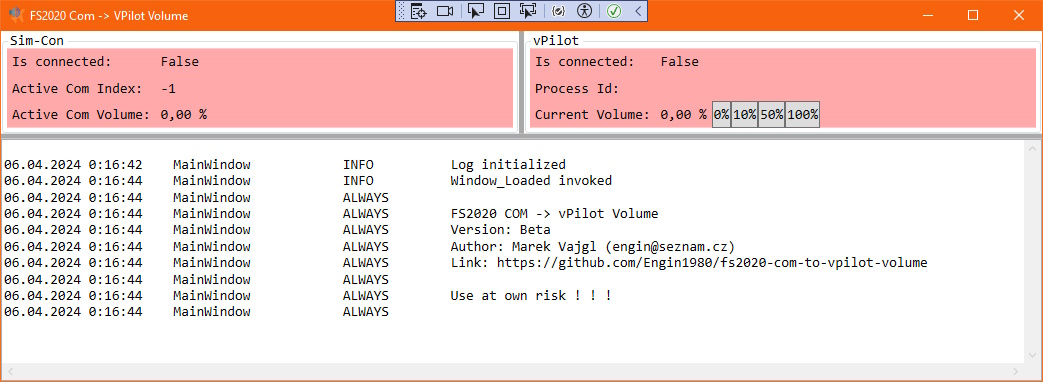 FS2020 Com -> VPilot Volume
Sim-Con
Is connected: False
Active Com Index: -1
Active Com Volume: 0,00 %
vPilot
Is connected: False
Process Id:
Current Volume: 0,00 % 0% 10% 50% 100%
06.04.2024 0:16:42 MainWindow INFO Log initialized
06.04.2024 0:16:44 MainWindow INFO Window_Loaded invoked
06.04.2024 0:16:44 MainWindow ALWAYS
06.04.2024 0:16:44 MainWindow ALWAYS FS2020 COM -> vPilot Volume
06.04.2024 0:16:44 MainWindow ALWAYS Version: Beta
06.04.2024 0:16:44 MainWindow ALWAYS Author: Marek Vajgl (engin@seznam.cz)
06.04.2024 0:16:44 MainWindow ALWAYS Link: https://github.com/Engin1980/fs2020-com-to-vpilot-volume
06.04.2024 0:16:44 MainWindow ALWAYS
06.04.2024 0:16:44 MainWindow ALWAYS Use at own risk ! ! !
06.04.2024 0:16:44 MainWindow ALWAYS